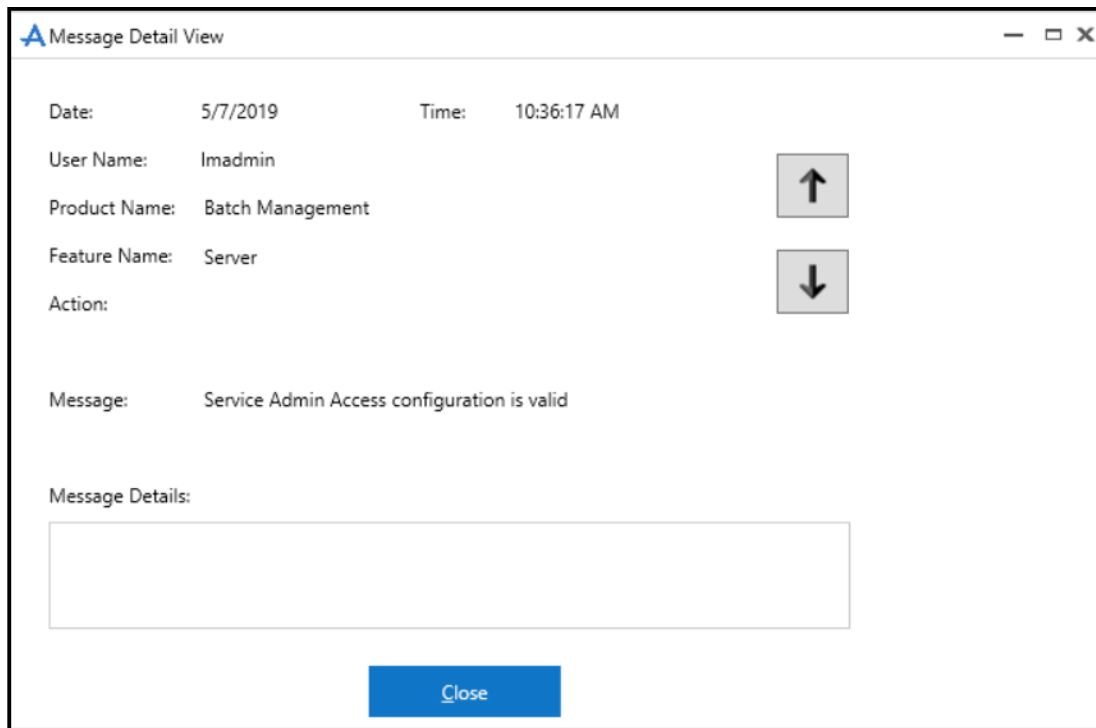 Message Detail View
Date: 5/7/2019 Time: 10:36:17 AM
User Name: lmadmin
Product Name: Batch Management
Feature Name: Server
Action:
Message: Service Admin Access configuration is valid
Message Details:
Close